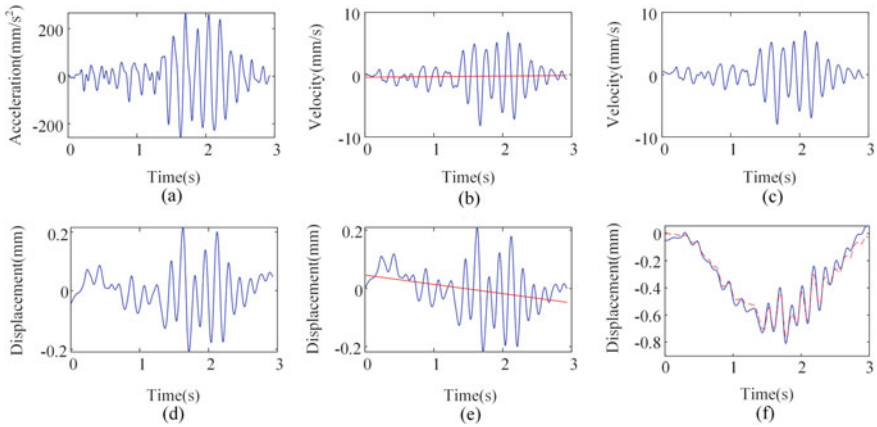 Acceleration(mm/s²)
200
0
-200
0 1 2 3
Time(s)
(a)
Velocity(mm/s)
10
0
-10
0 1 2 3
Time(s)
(b)
Velocity(mm/s)
10
0
-10
0 1 2 3
Time(s)
(c)
Displacement(mm)
0.2
0
-0.2
0 1 2 3
Time(s)
(d)
Displacement(mm)
0.2
0
-0.2
0 1 2 3
Time(s)
(e)
Displacement(mm)
0
-0.2
-0.4
-0.6
-0.8
0 1 2 3
Time(s)
(f)